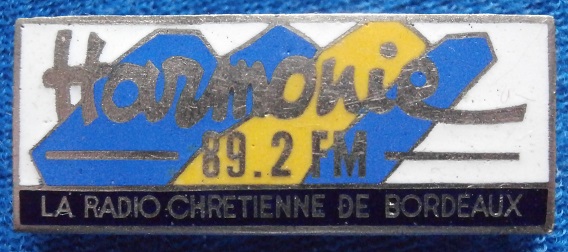 Harmonie
89.2 FM
LA RADIO CHRETIENNE DE BORDEAUX